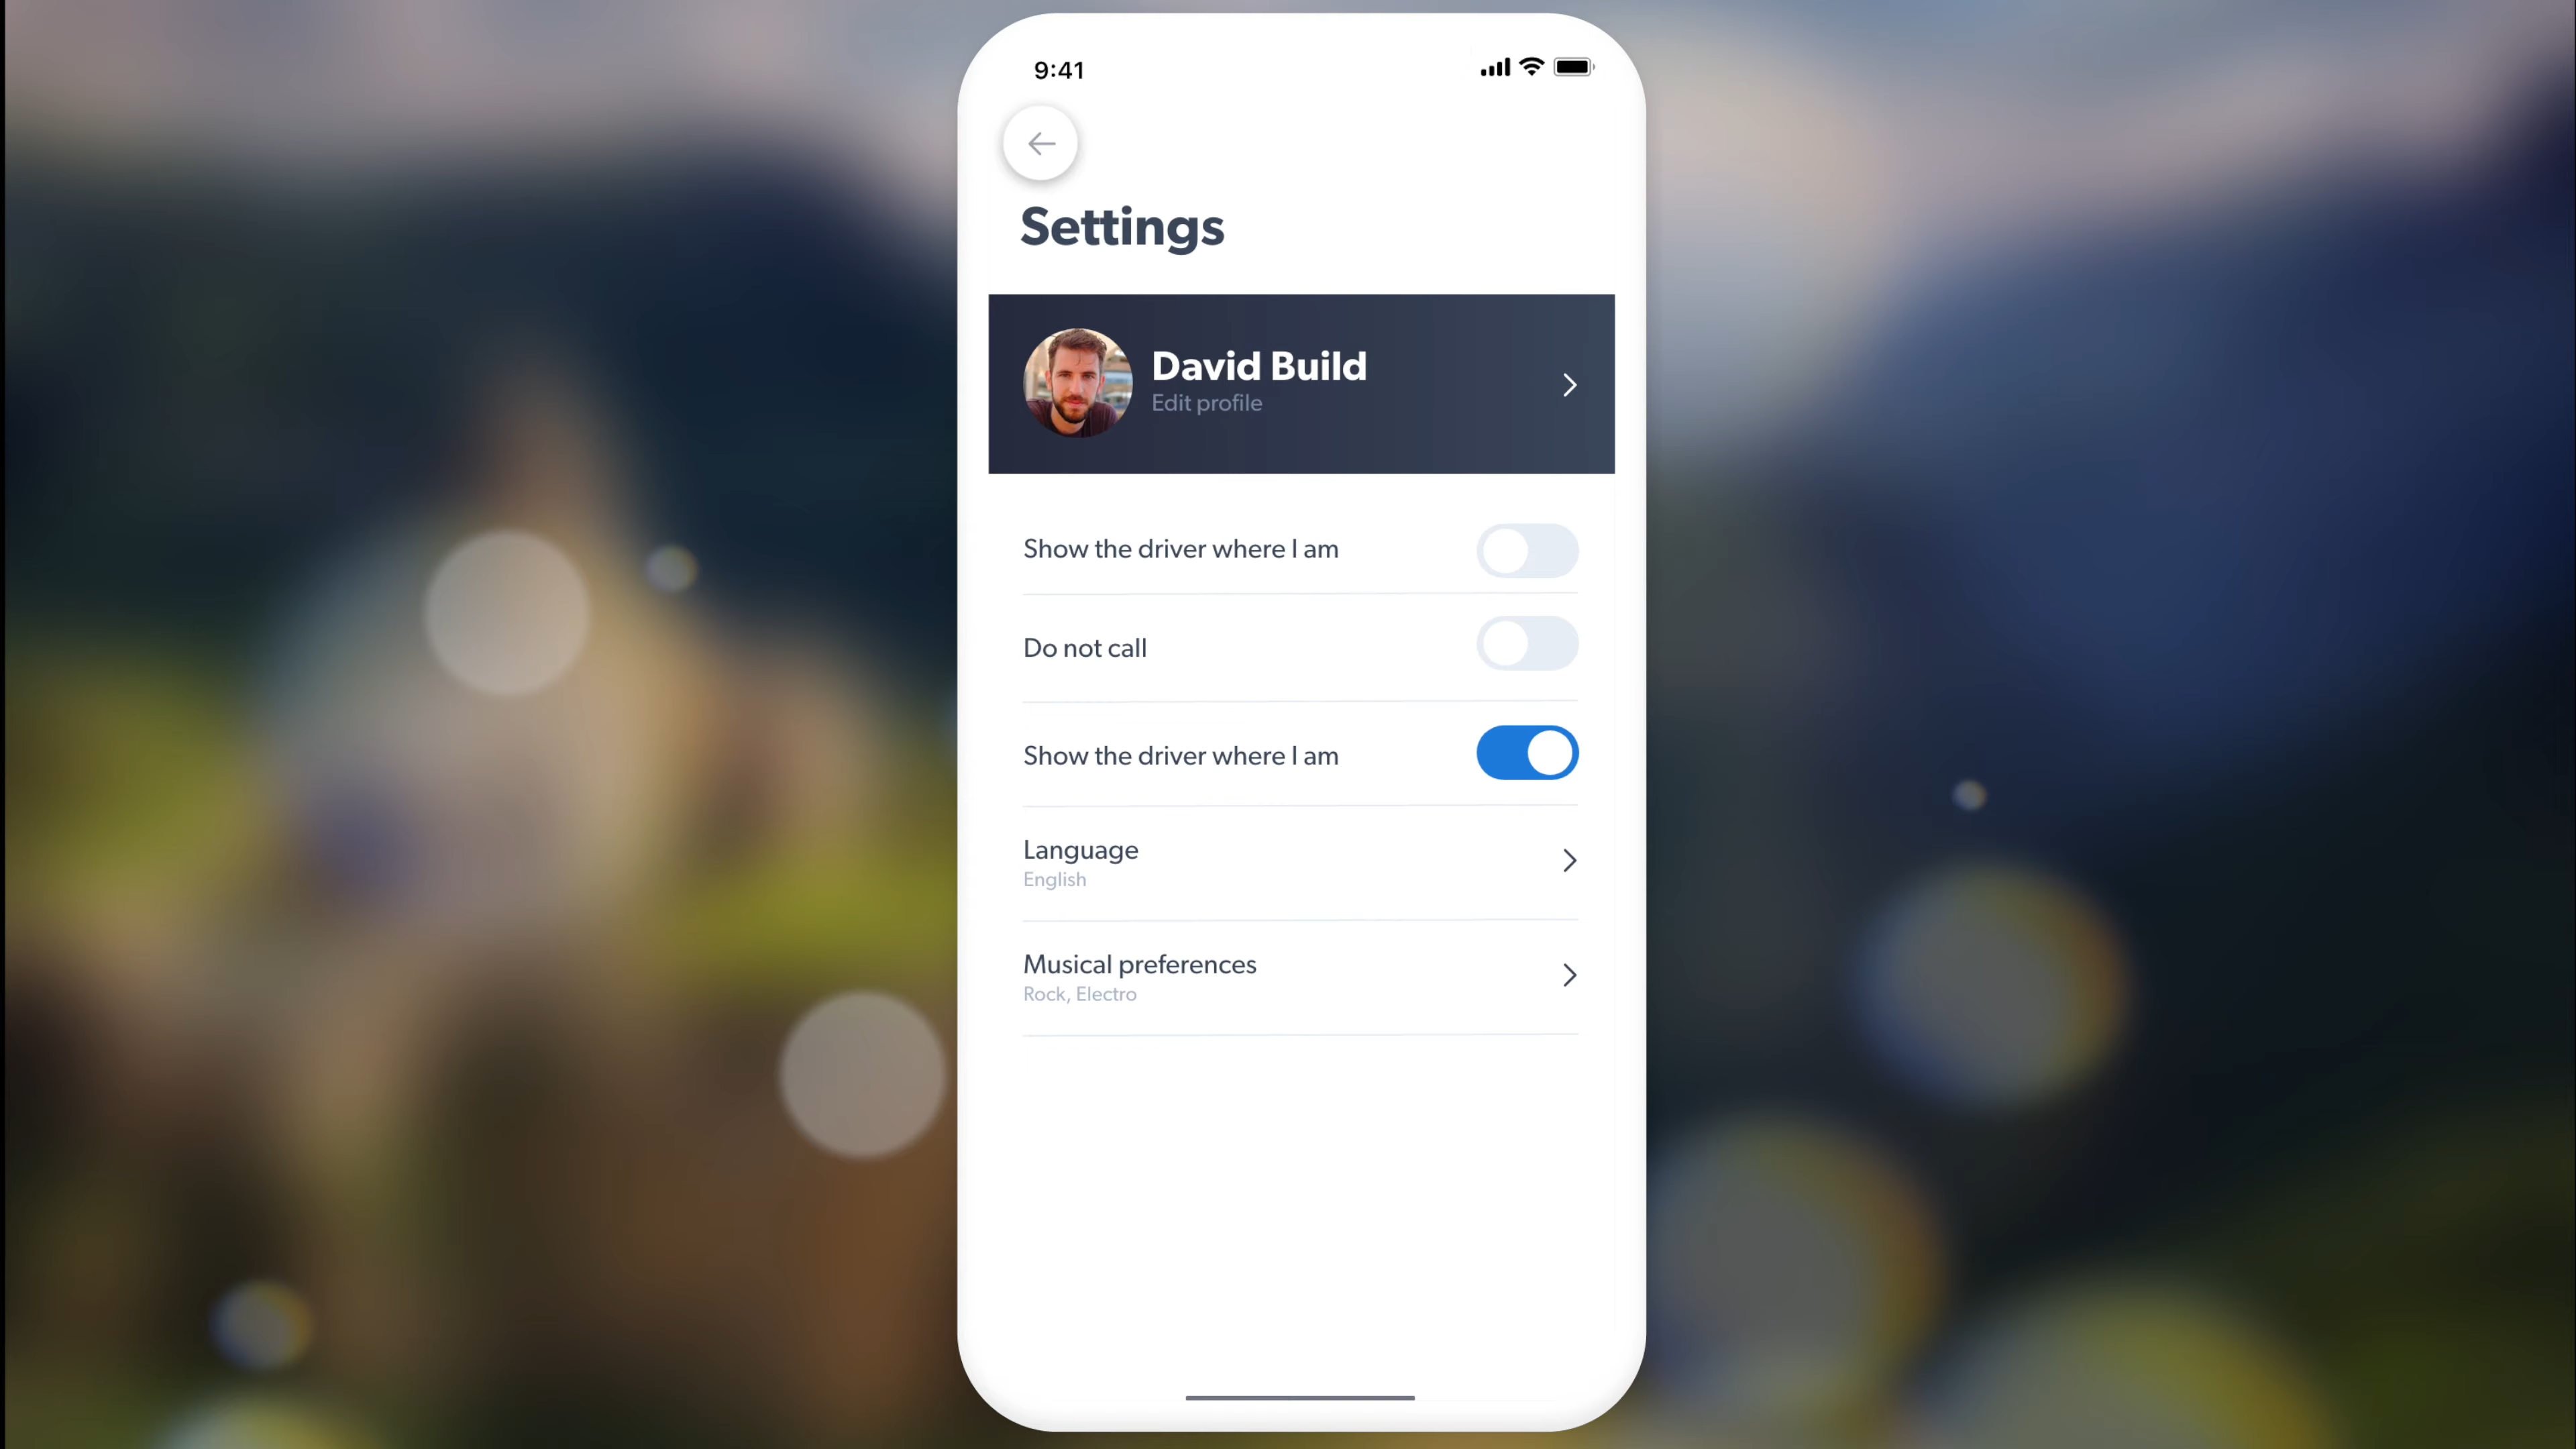 9:41
Settings
David Build
Edit profile
Show the driver where I am
Do not call
Show the driver where I am
Language
English
Musical preferences
Rock, Electro